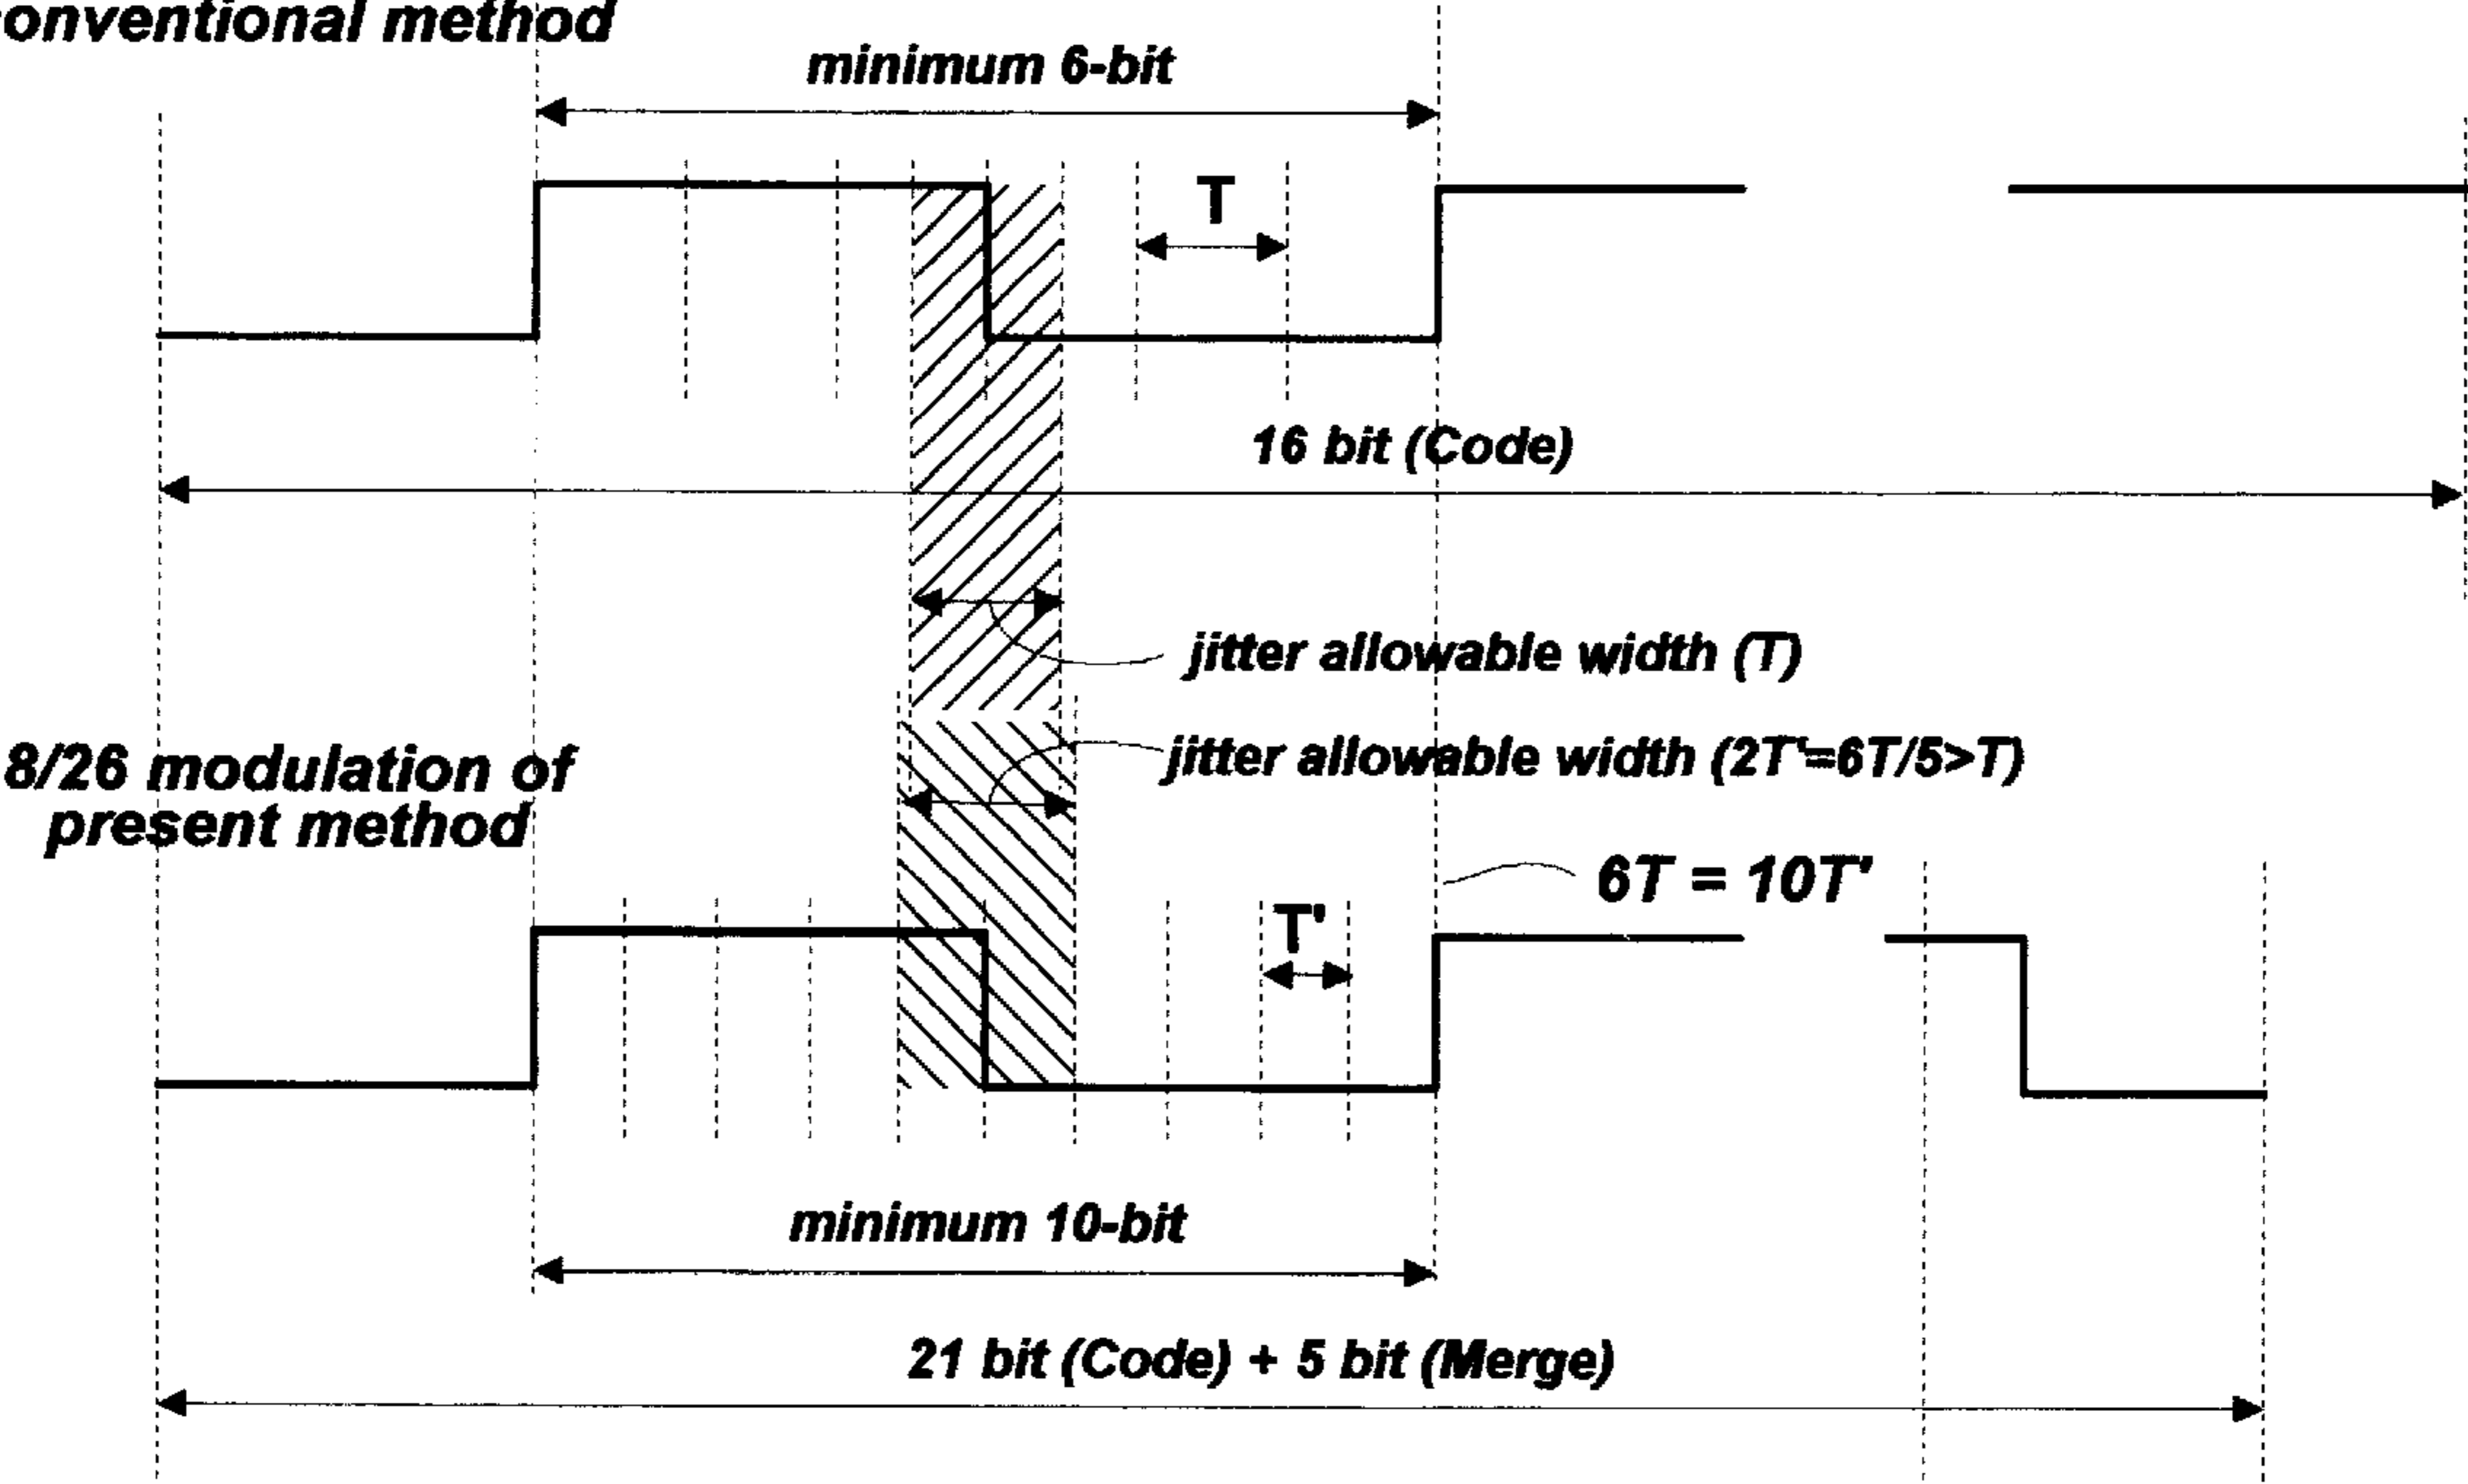 onventional method
minimum 6-bit
T
16 bit (Code)
jitter allowable width (T)
jitter allowable width (2T'=6T/5>T)
8/26 modulation of
present method
6T = 10T'
T'
minimum 10-bit
21 bit (Code) + 5 bit (Merge)